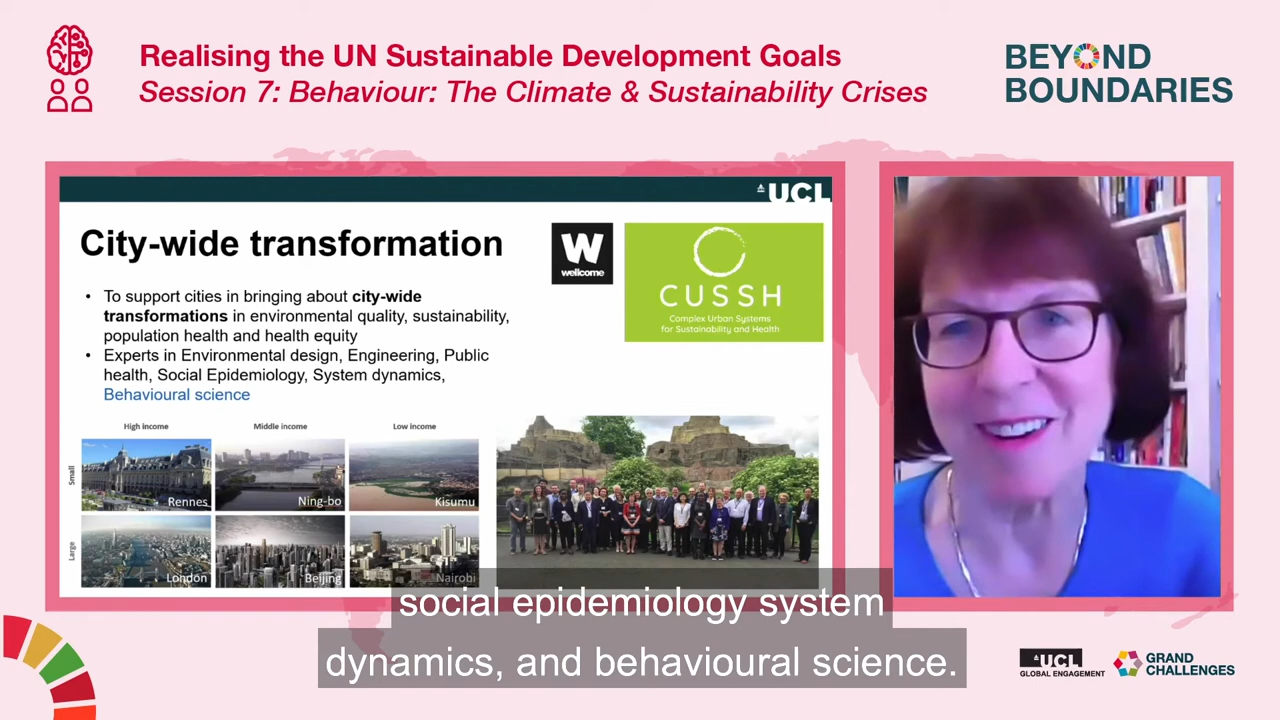 Realising the UN Sustainable Development Goals
Session 7: Behaviour: The Climate & Sustainability Crises
BEYOND
BOUNDARIES
UCL
City-wide transformation
W
wellcome
CUSSH
Complex Urban Systems
for Sustainability and Health
• To support cities in bringing about city-wide
transformations in environmental quality, sustainability,
population health and health equity
• Experts in Environmental design, Engineering, Public
health, Social Epidemiology, System dynamics,
Behavioural science
High income
Middle income
Low income
Small
Rennes
Ning-bo
Kisumu
Large
London
Beijing
Nairobi
social epidemiology system
dynamics, and behavioural science.
UCL
GLOBAL ENGAGEMENT
GRAND
CHALLENGES